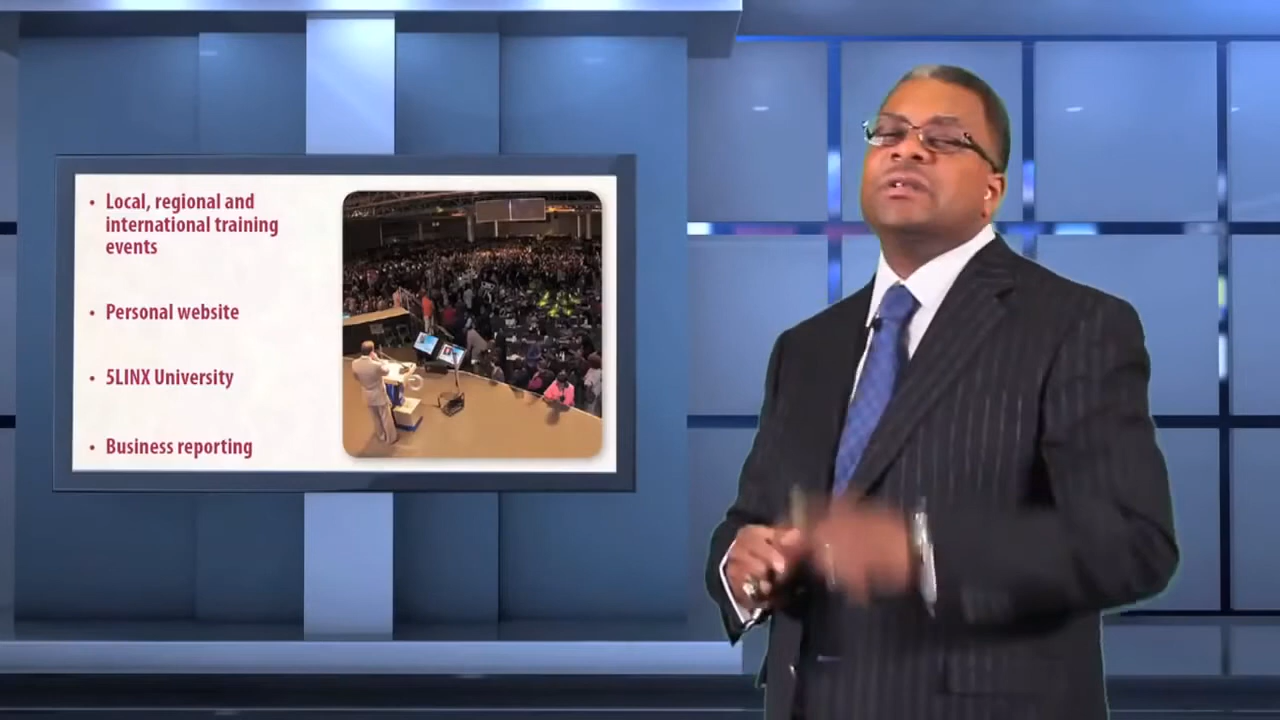 • Local, regional and
international training
events
• Personal website
• 5LINX University
• Business reporting